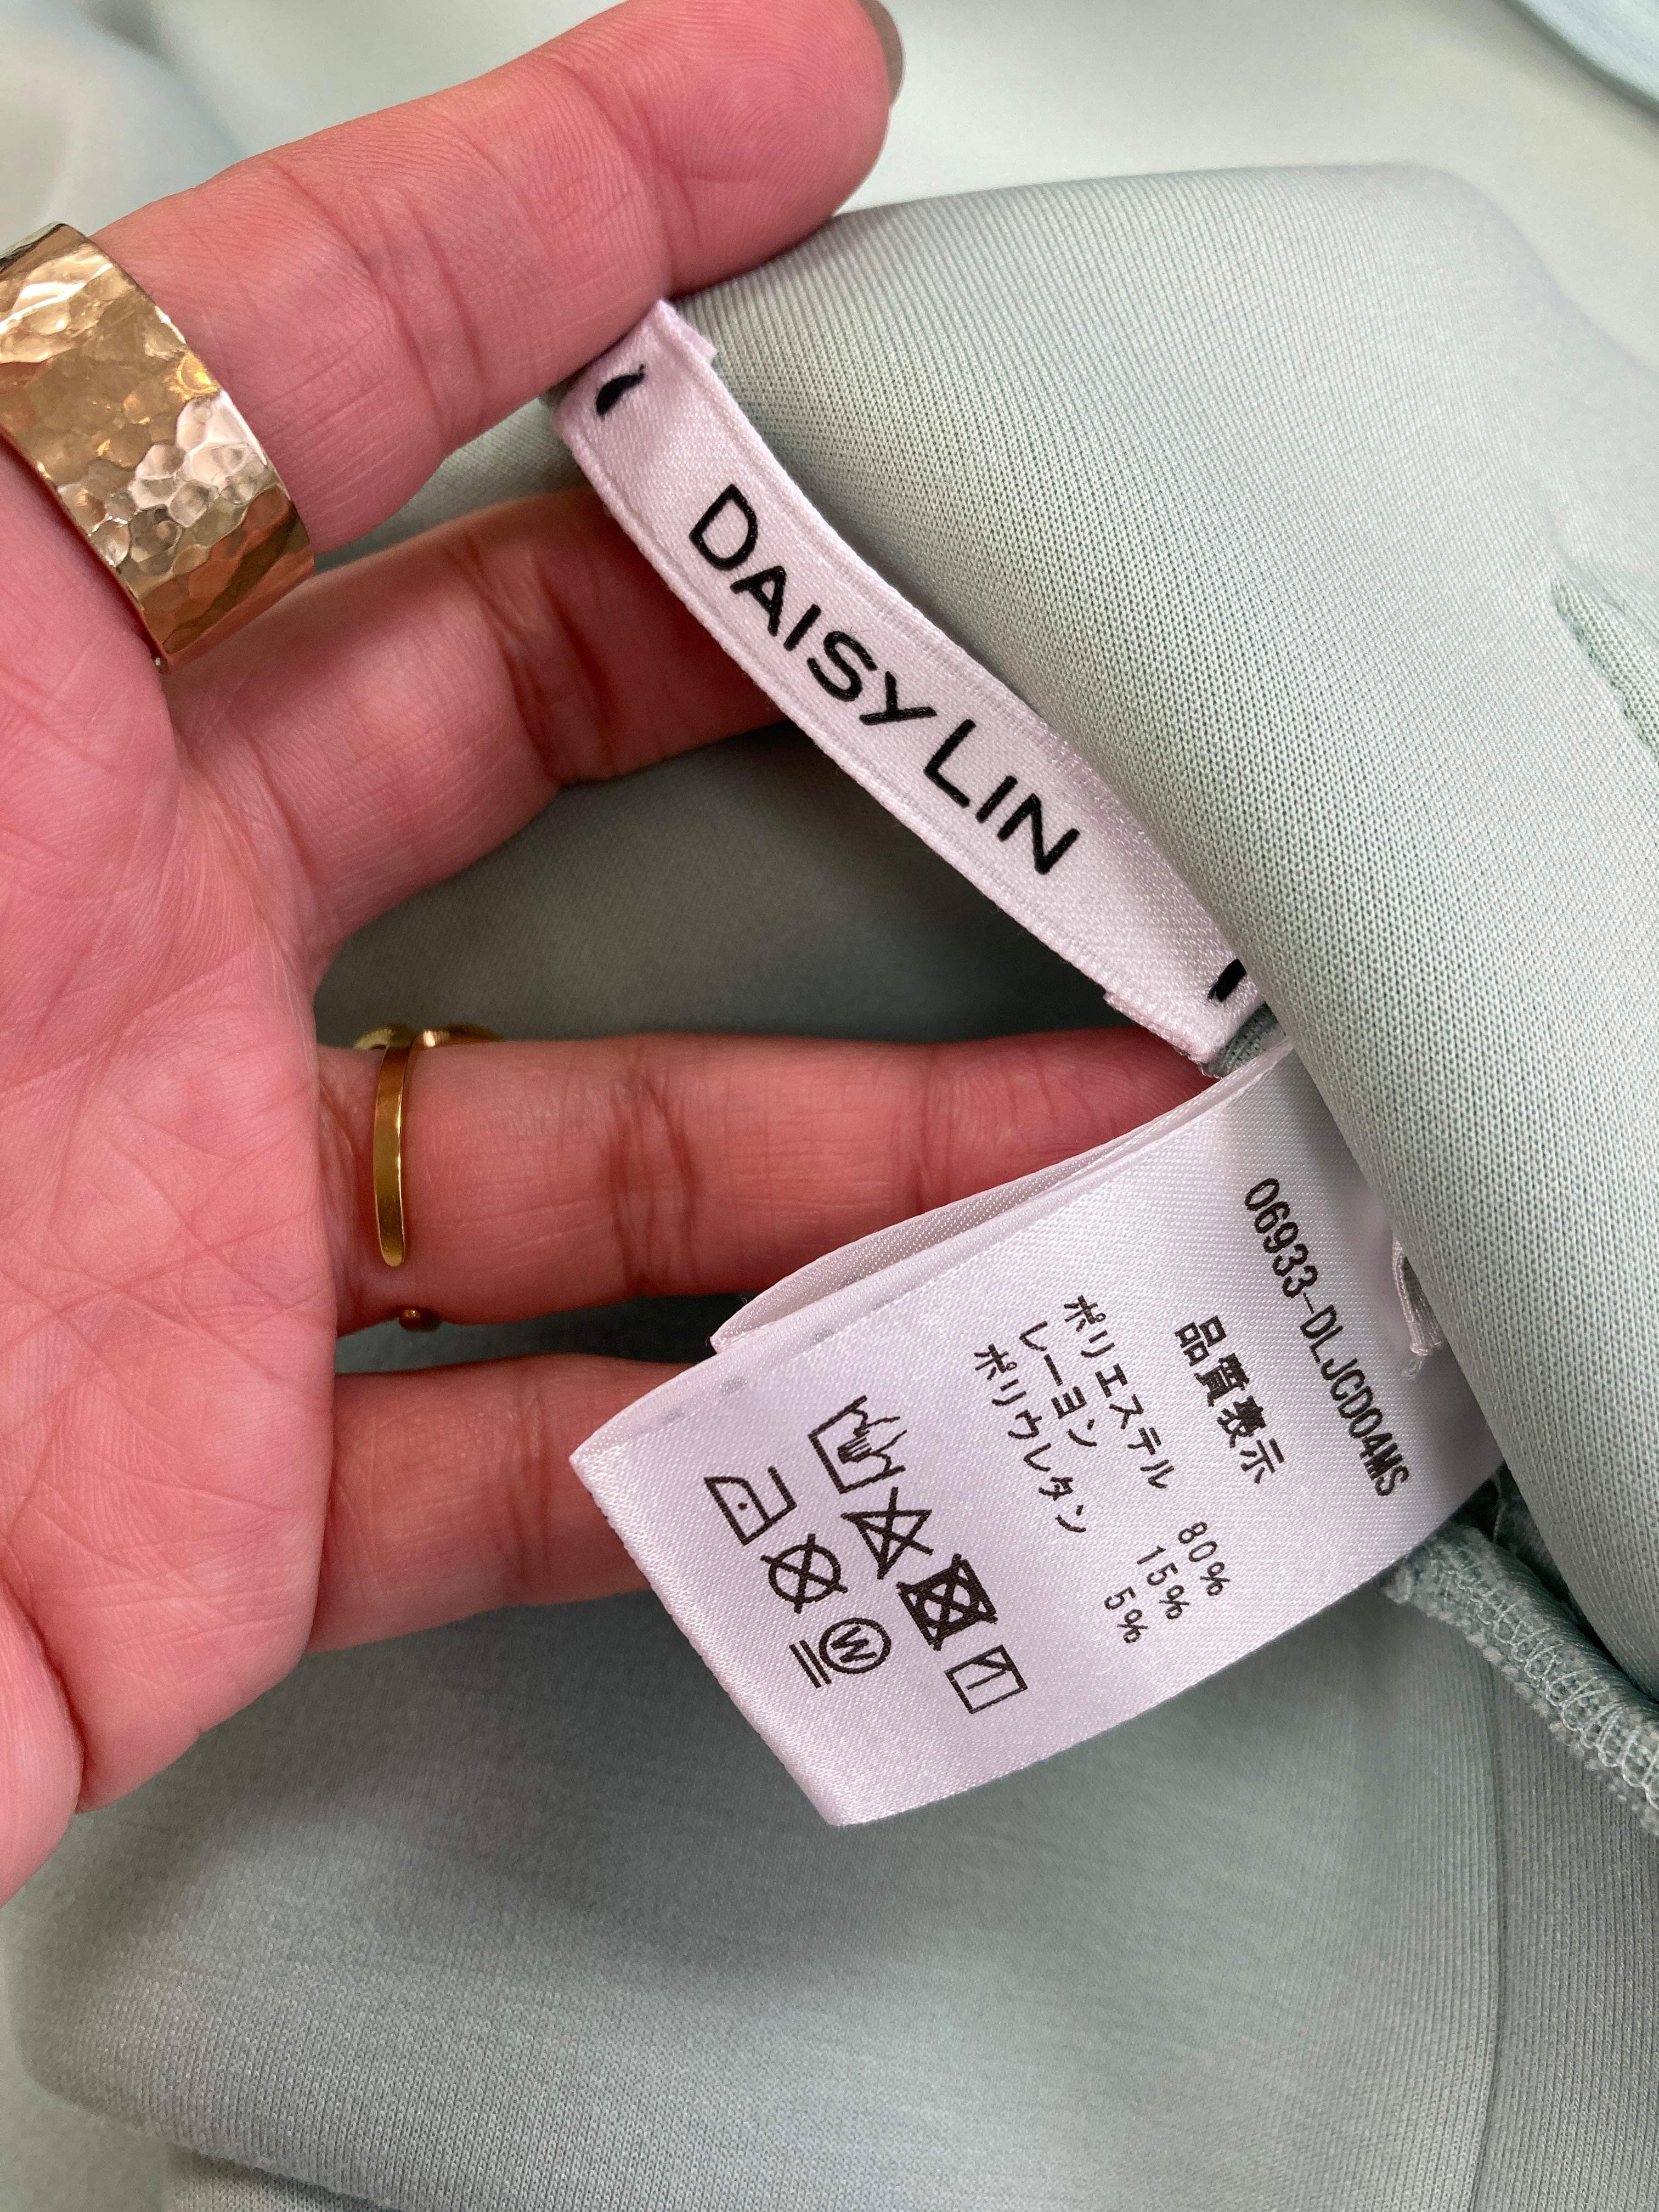 DAISY LIN
06933-DLJCD04MS
品質表示
ポリエステル 80%
レーヨン 15%
ポリウレタン 5%
W